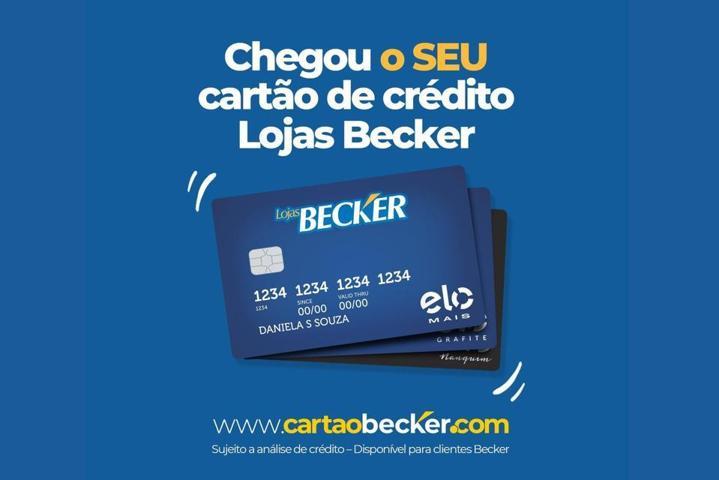 Chegou o SEU
cartão de crédito
Lojas Becker
Lojas BECKER
1234 1234 1234 1234
1234 SINCE 00/00 VALID THRU 00/00
DANIELA S SOUZA
elo
MAIS
GRAFITE
Nanquim
www.cartaobecker.com
Sujeito a análise de crédito – Disponível para clientes Becker